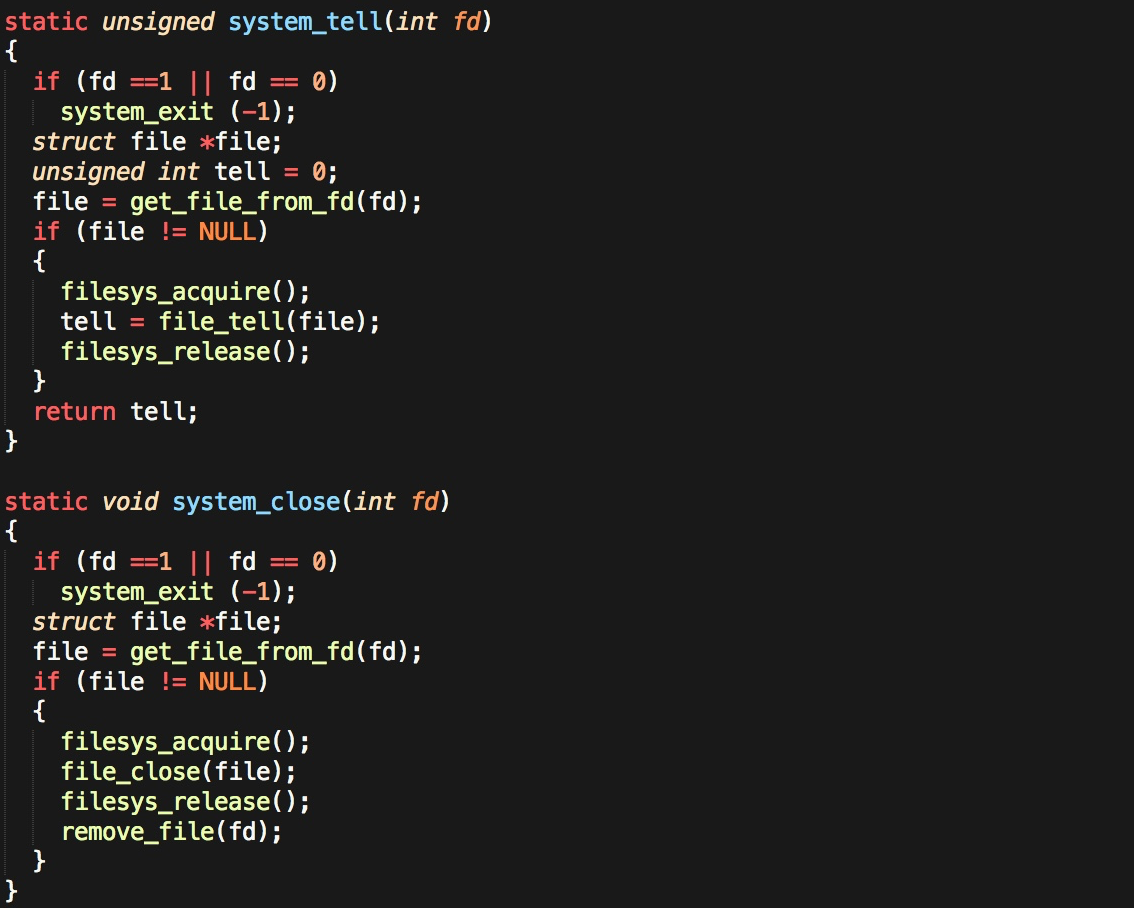 static unsigned system_tell(int fd)
{
  if (fd ==1 || fd == 0)
    system_exit (-1);
  struct file *file;
  unsigned int tell = 0;
  file = get_file_from_fd(fd);
  if (file != NULL)
  {
    filesys_acquire();
    tell = file_tell(file);
    filesys_release();
  }
  return tell;
}

static void system_close(int fd)
{
  if (fd ==1 || fd == 0)
    system_exit (-1);
  struct file *file;
  file = get_file_from_fd(fd);
  if (file != NULL)
  {
    filesys_acquire();
    file_close(file);
    filesys_release();
    remove_file(fd);
  }
}